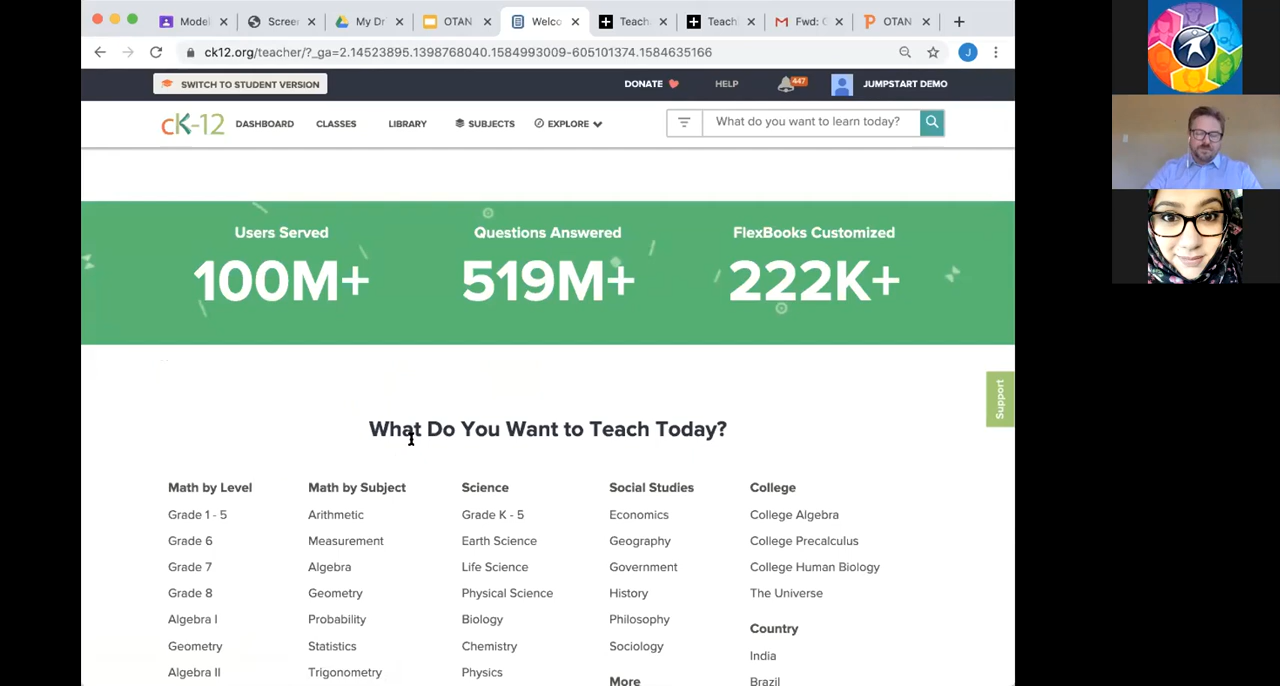 Model
Screer
My Dr
OTAN
Welco
Teach
Teach
Fwd: C
OTAN
ck12.org/teacher/?_ga=2.14523895.1398768040.1584993009-605101374.1584635166
J
SWITCH TO STUDENT VERSION
DONATE
HELP
447
JUMPSTART DEMO
cK-12
DASHBOARD
CLASSES
LIBRARY
SUBJECTS
EXPLORE
What do you want to learn today?
Users Served
100M+
Questions Answered
519M+
FlexBooks Customized
222K+
Support
What Do You Want to Teach Today?
Math by Level
Grade 1 - 5
Grade 6
Grade 7
Grade 8
Algebra I
Geometry
Algebra II
Math by Subject
Arithmetic
Measurement
Algebra
Geometry
Probability
Statistics
Trigonometry
Science
Grade K - 5
Earth Science
Life Science
Physical Science
Biology
Chemistry
Physics
Social Studies
Economics
Geography
Government
History
Philosophy
Sociology
More
College
College Algebra
College Precalculus
College Human Biology
The Universe
Country
India
Brazil